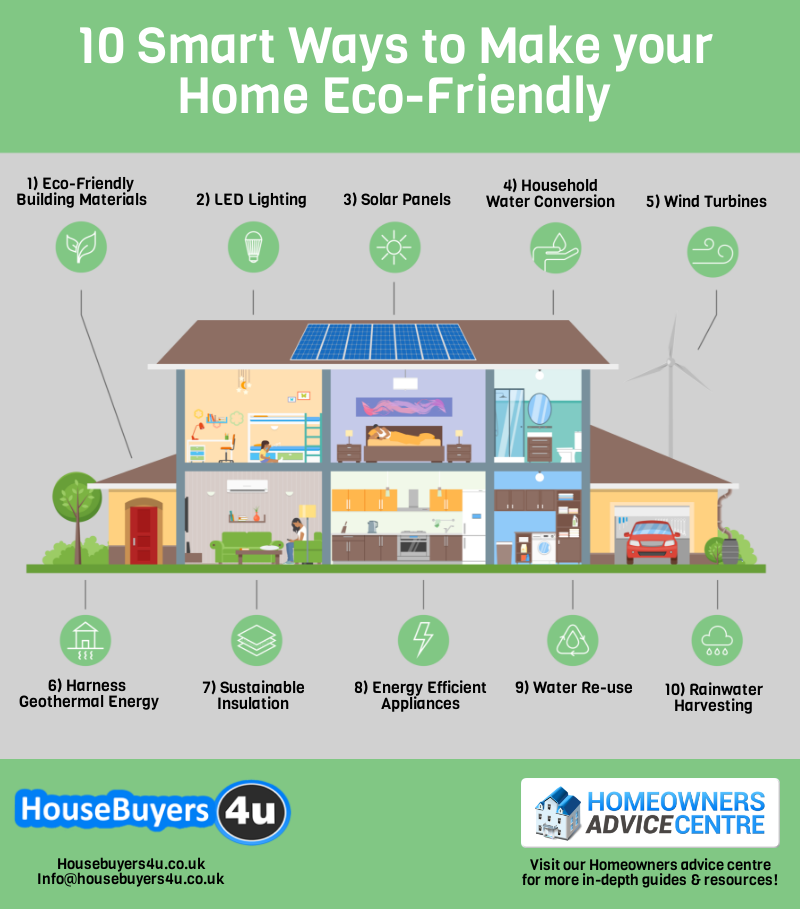 10 Smart Ways to Make your
Home Eco-Friendly
1) Eco-Friendly
Building Materials
2) LED Lighting
3) Solar Panels
4) Household
Water Conversion
5) Wind Turbines
6) Harness
Geothermal Energy
7) Sustainable
Insulation
8) Energy Efficient
Appliances
9) Water Re-use
10) Rainwater
Harvesting
HouseBuyers 4u
Housebuyers4u.co.uk
Info@housebuyers4u.co.uk
HOMEOWNERS
ADVICE CENTRE
Visit our Homeowners advice centre
for more in-depth guides & resources!